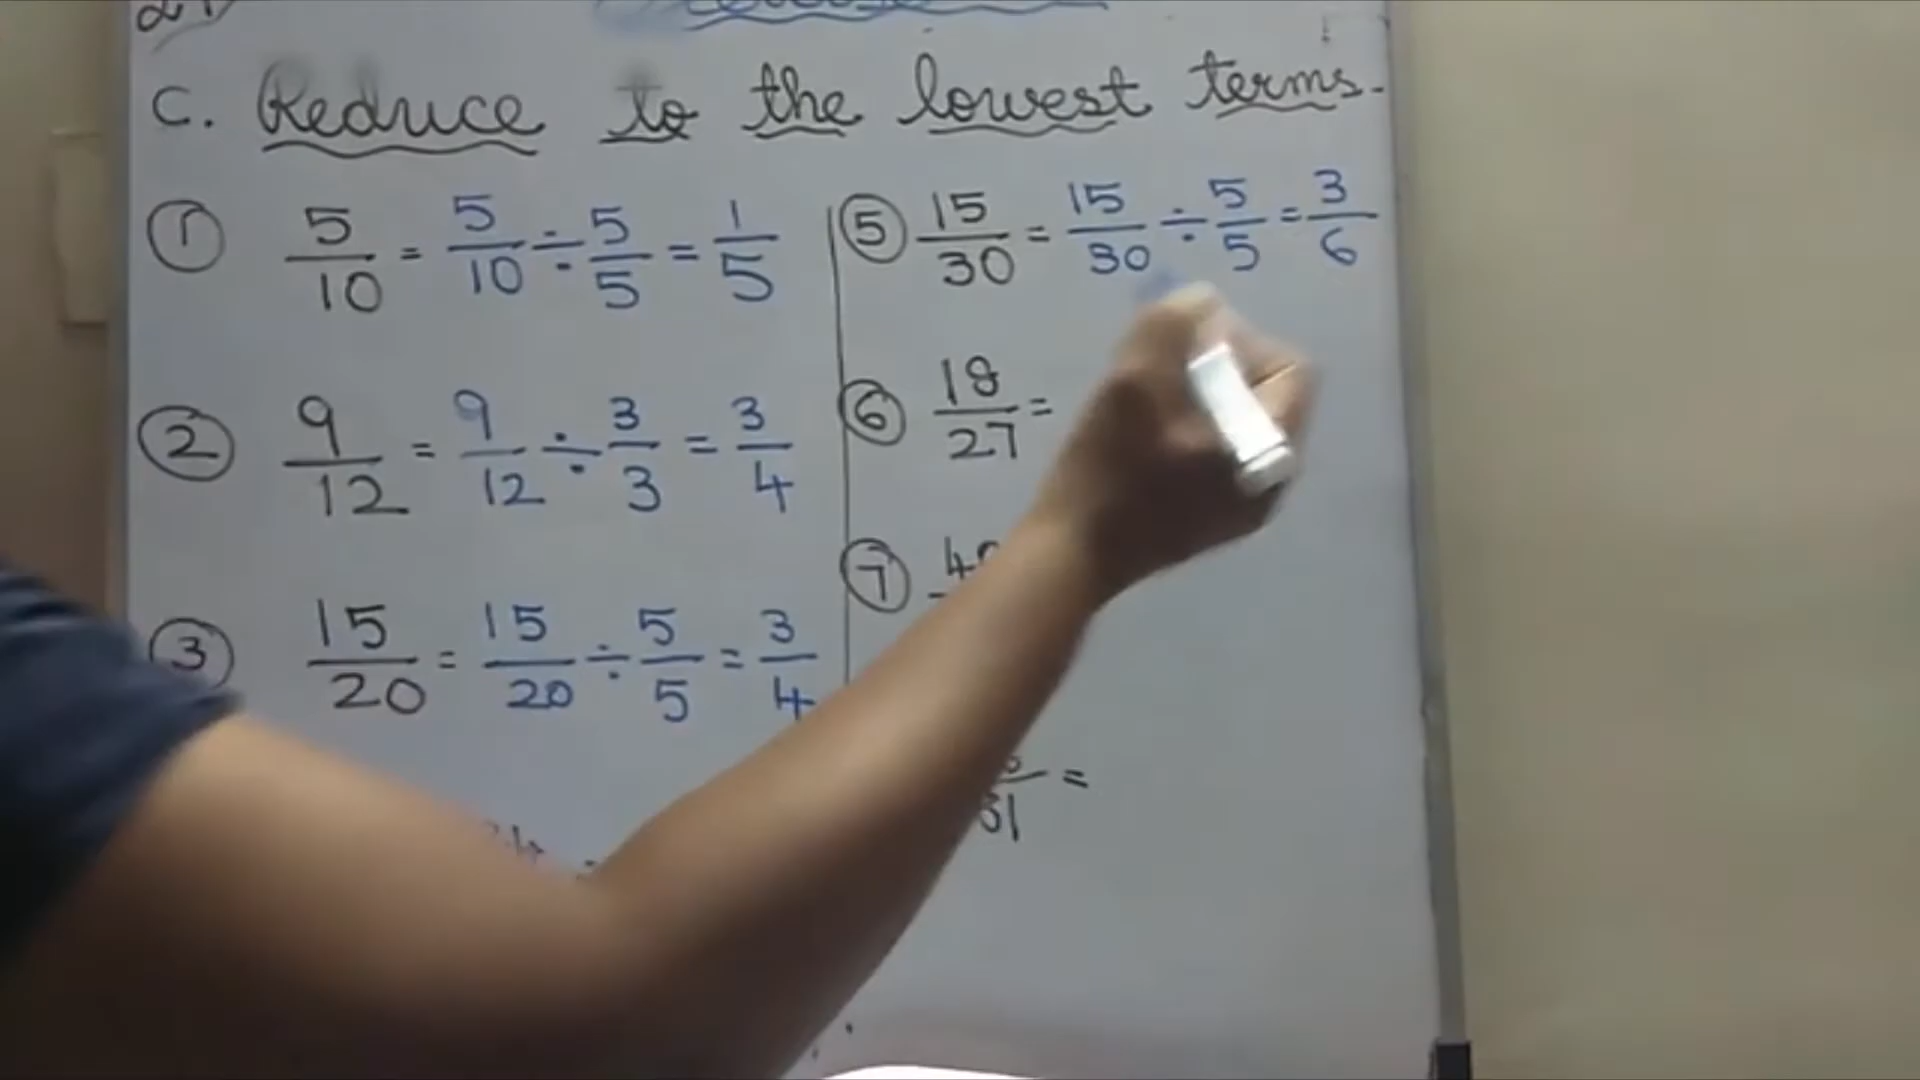 C. Reduce to the lowest terms.
① 5/10 = 5/10 ÷ 5/5 = 1/5
② 9/12 = 9/12 ÷ 3/3 = 3/4
③ 15/20 = 15/20 ÷ 5/5 = 3/4
⑤ 15/30 = 15/30 ÷ 5/5 = 3/6
⑥ 18/27 =
⑦
=